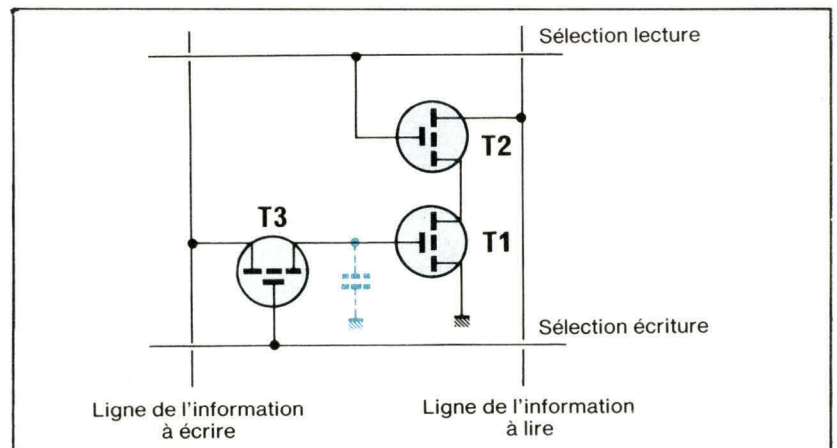 Sélection lecture
T2
T3
T1
Sélection écriture
Ligne de l'information
à écrire
Ligne de l'information
à lire